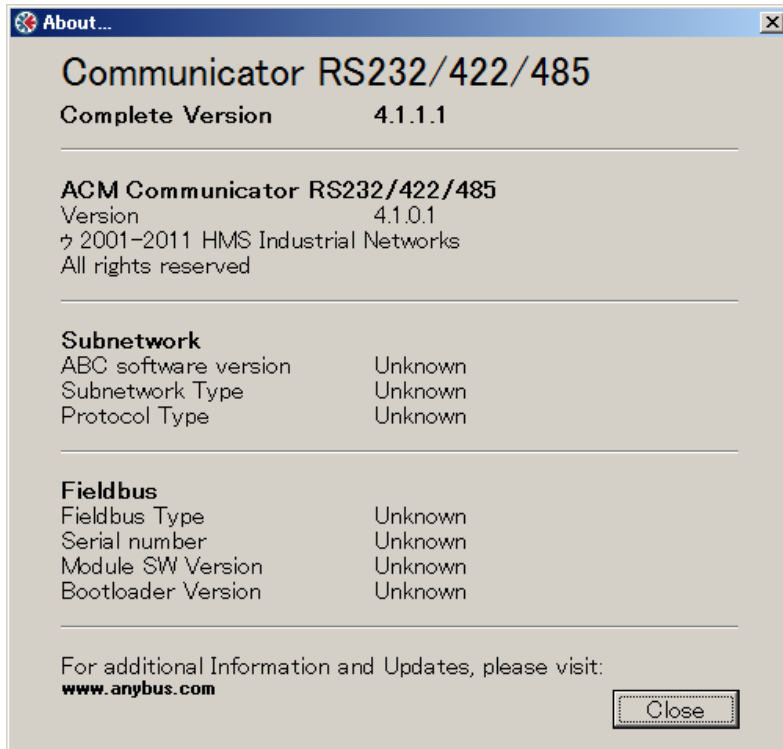 About...
Communicator RS232/422/485
Complete Version 4.1.1.1
ACM Communicator RS232/422/485
Version 4.1.0.1
ｩ 2001-2011 HMS Industrial Networks
All rights reserved
Subnetwork
ABC software version Unknown
Subnetwork Type Unknown
Protocol Type Unknown
Fieldbus
Fieldbus Type Unknown
Serial number Unknown
Module SW Version Unknown
Bootloader Version Unknown
For additional Information and Updates, please visit:
www.anybus.com
Close